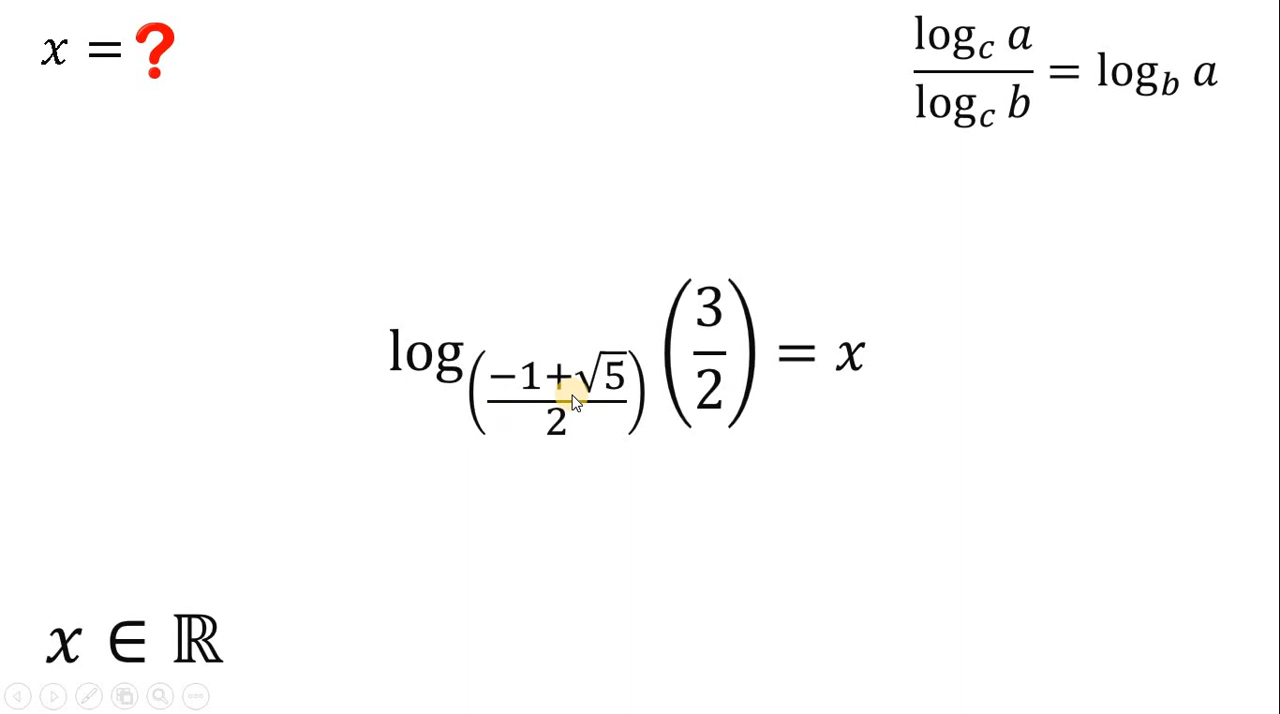 x = ❓
log_c a / log_c b = log_b a
log_((−1+√5)/2) (3/2) = x
x ∈ ℝ